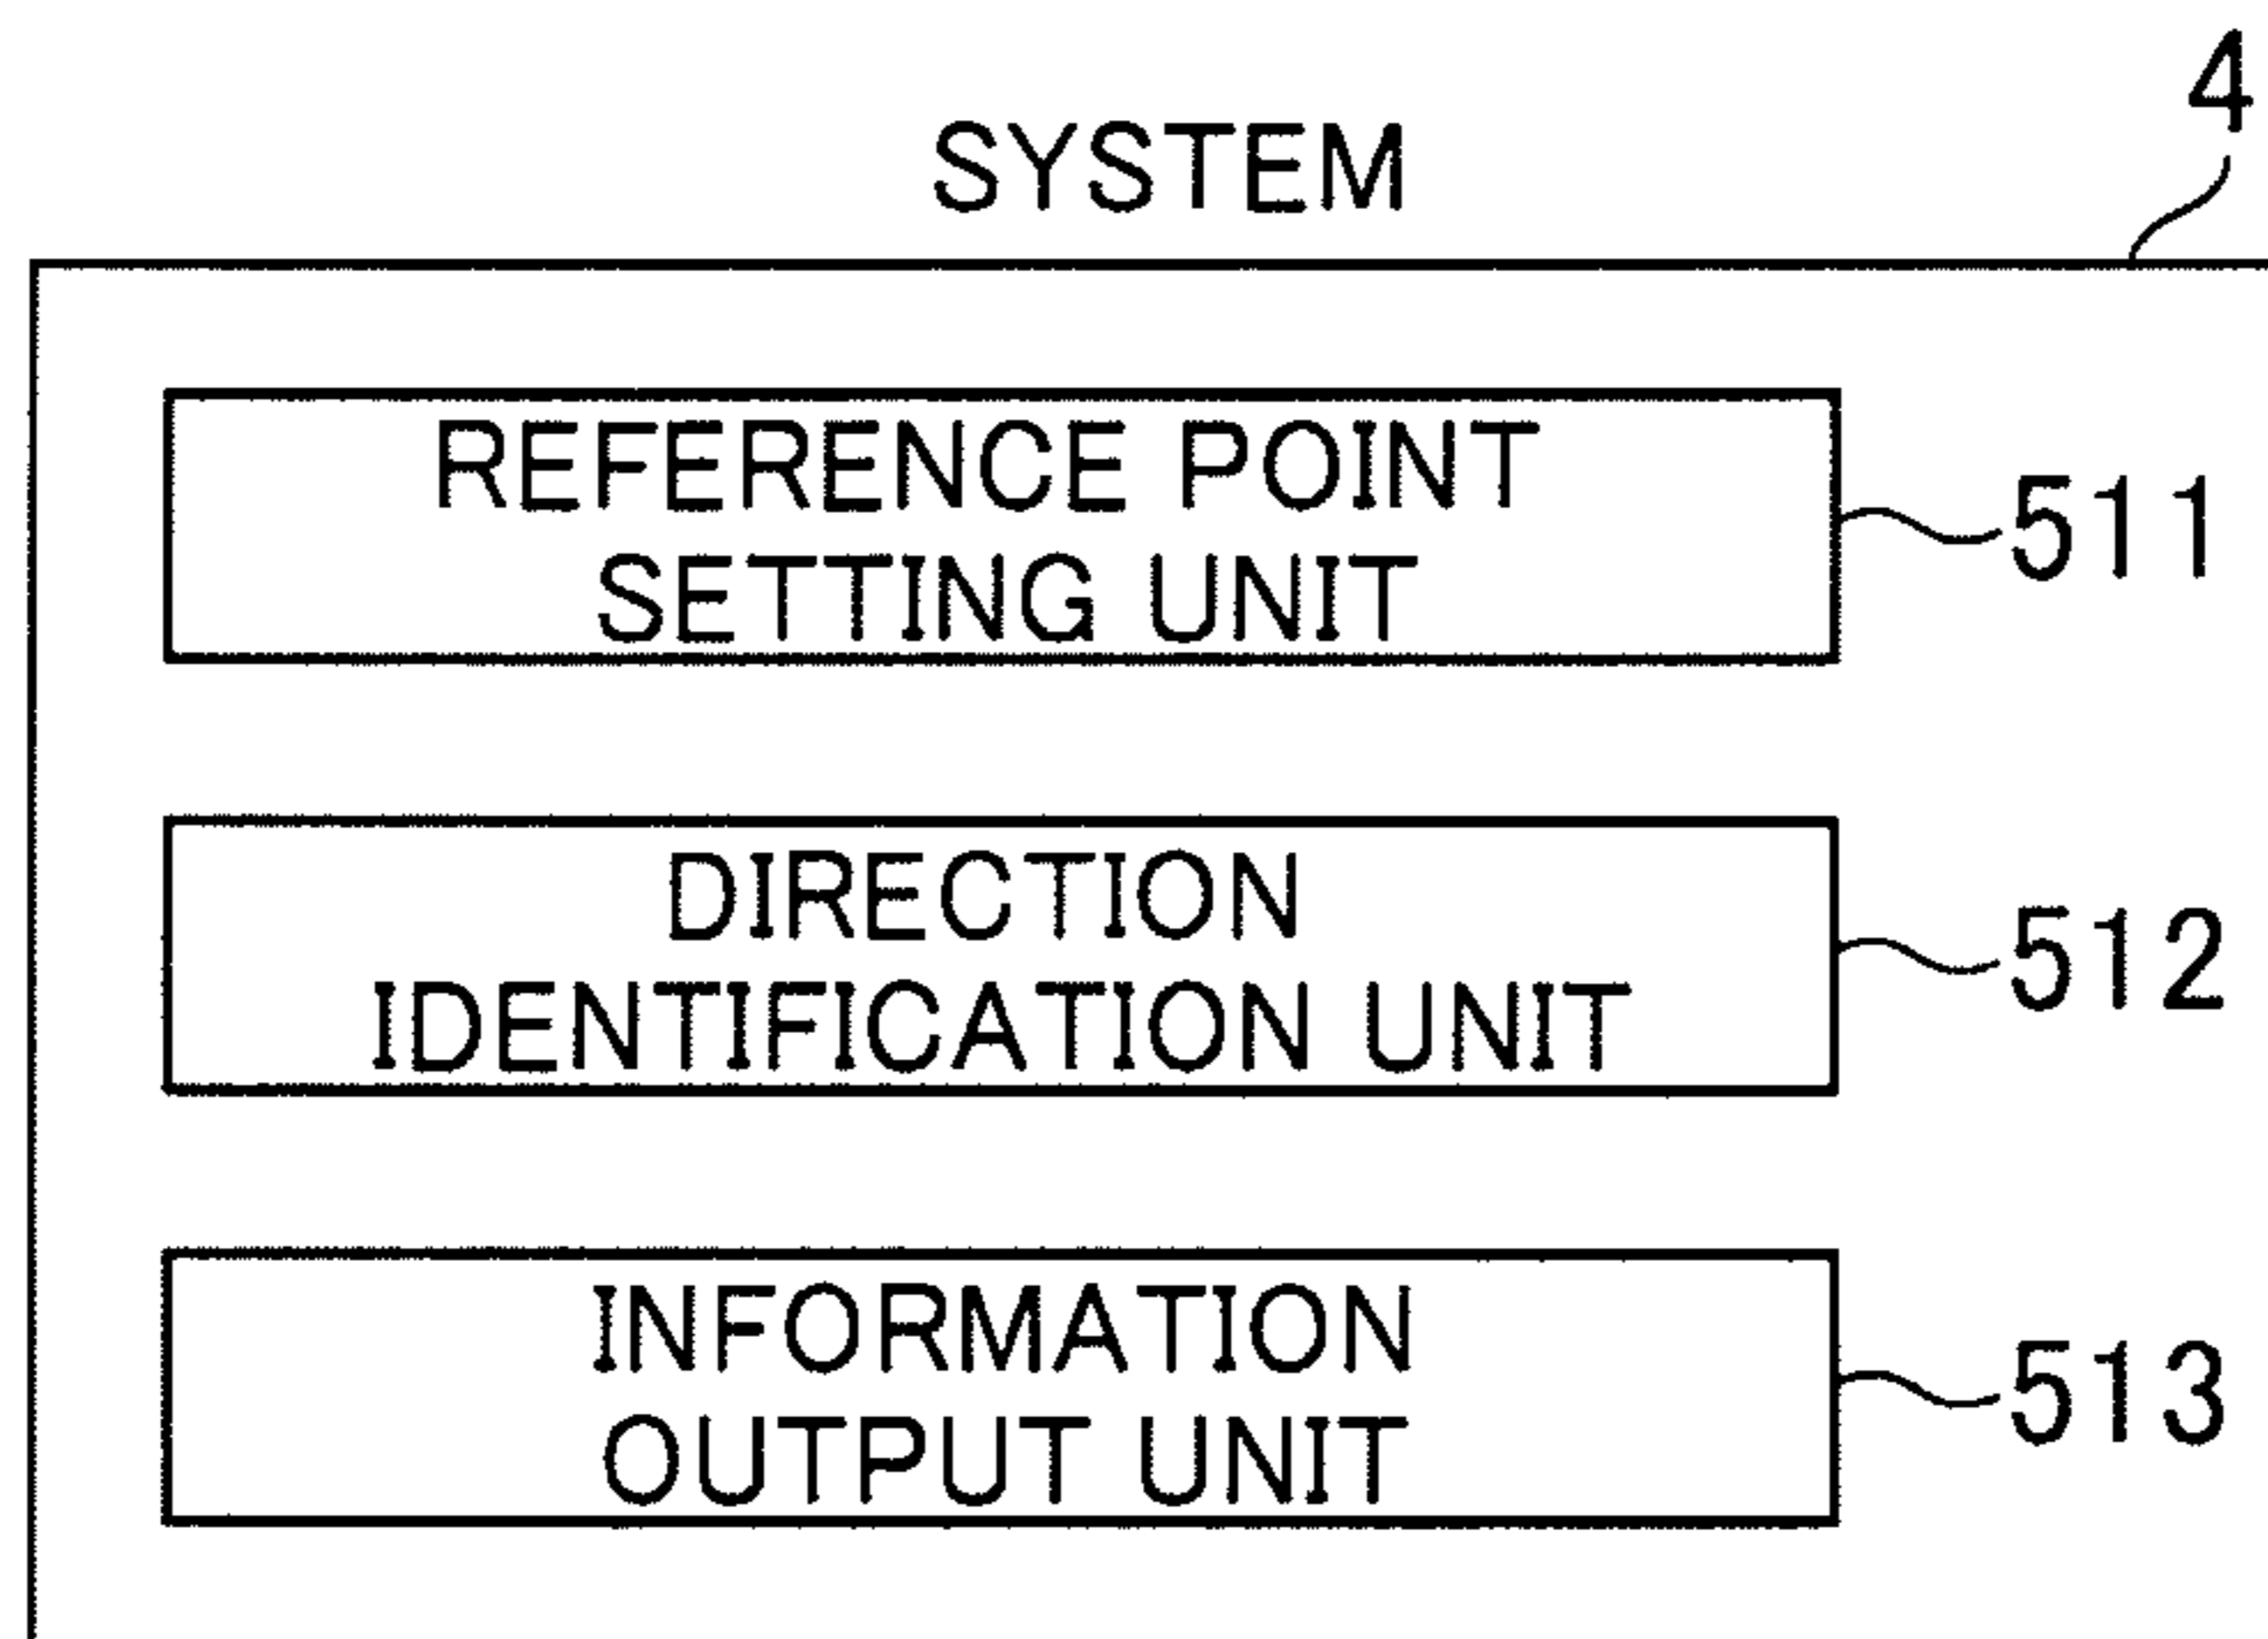 4
SYSTEM
REFERENCE POINT
SETTING UNIT
511
DIRECTION
IDENTIFICATION UNIT
512
INFORMATION
OUTPUT UNIT
513